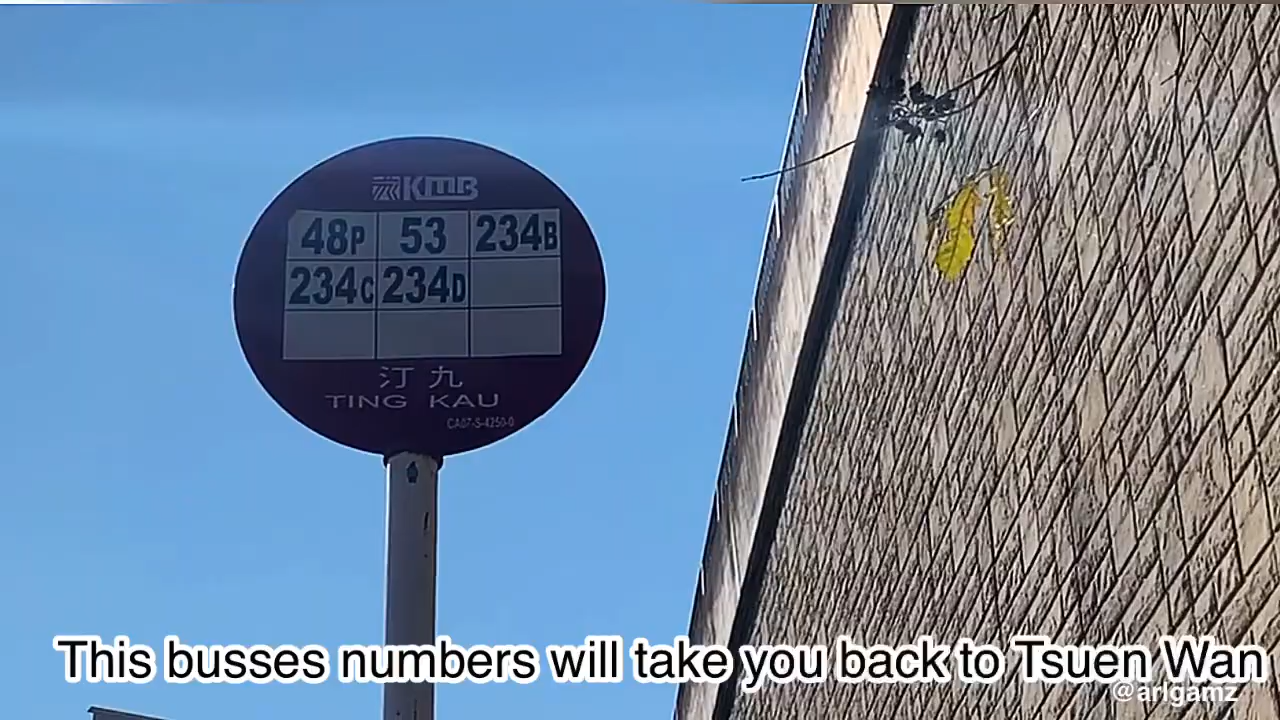 KMB
48P 53 234B
234C 234D
汀九
TING KAU
CA07-S-4250-0
This busses numbers will take you back to Tsuen Wan
@arlgamz